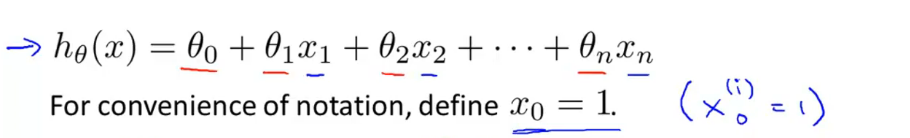 → hθ(x) = θ₀ + θ₁x₁ + θ₂x₂ + ⋯ + θₙxₙ
For convenience of notation, define x₀ = 1. (x₀⁽ⁱ⁾ = 1)